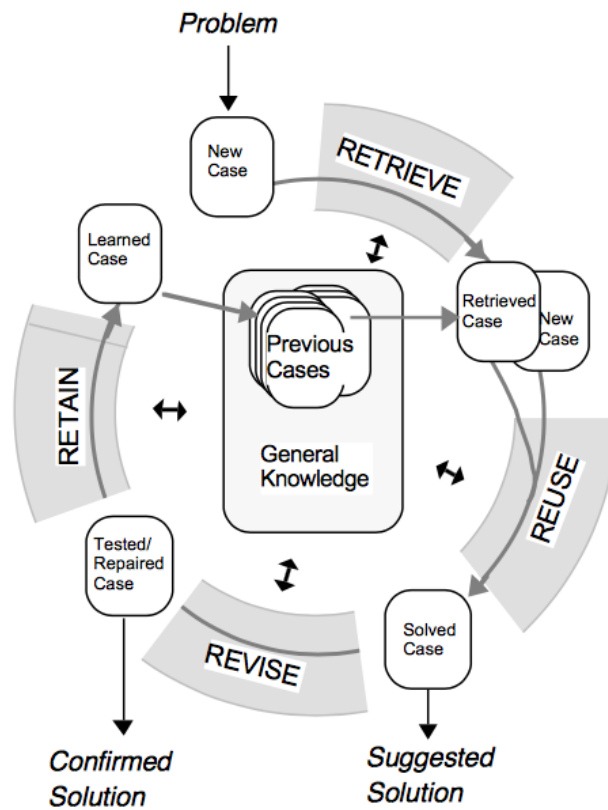 Problem
New
Case
RETRIEVE
Learned
Case
Retrieved
Case
New
Case
Previous
Cases
General
Knowledge
RETAIN
REUSE
Tested/
Repaired
Case
REVISE
Solved
Case
Confirmed
Solution
Suggested
Solution